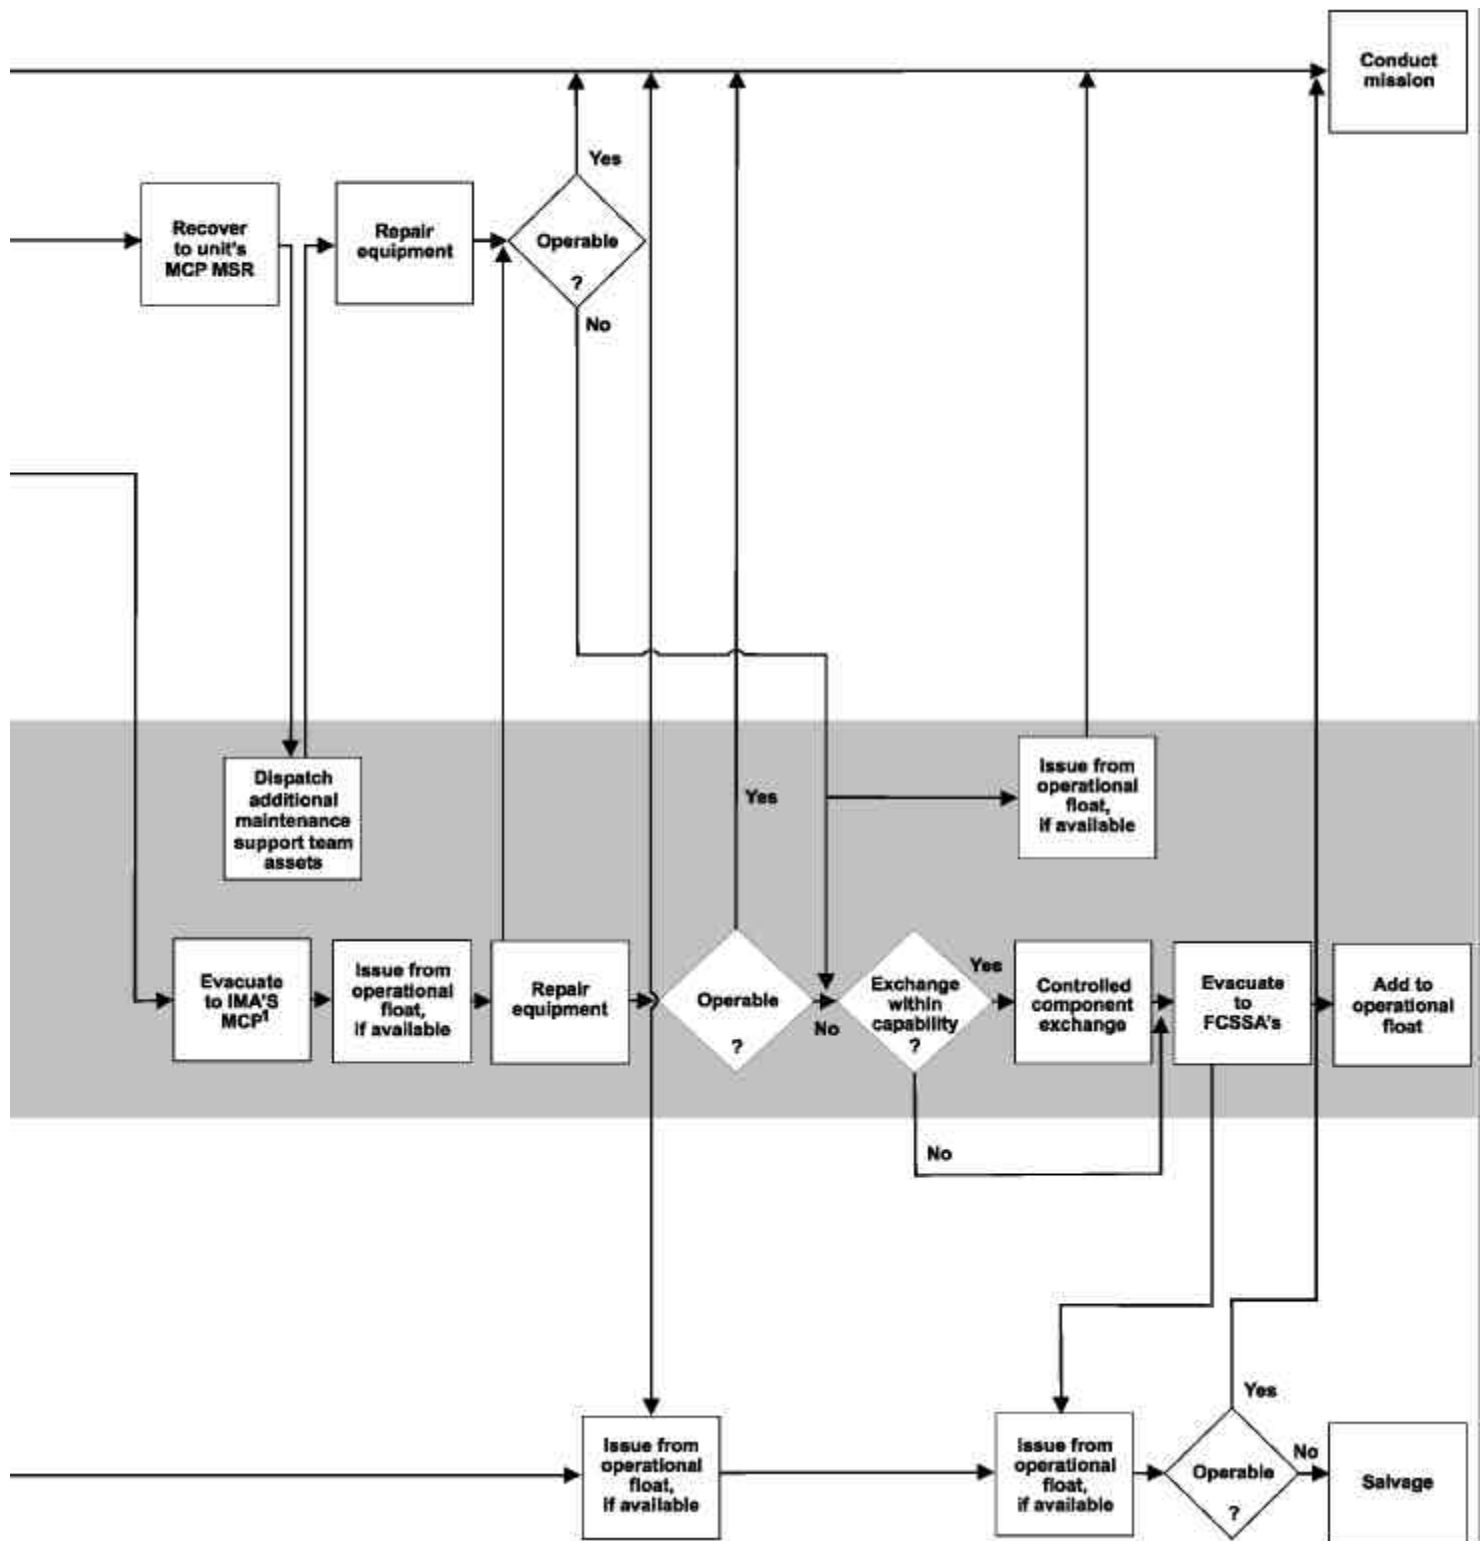 Conduct
mission
Yes
Recover
to unit's
MCP MSR
Repair
equipment
Operable
?
No
Dispatch
additional
maintenance
support team
assets
Yes
Issue from
operational
float,
if available
Evacuate
to IMA'S
MCP1
Issue from
operational
float,
if available
Repair
equipment
Operable
?
No
Exchange
within
capability
?
Yes
Controlled
component
exchange
Evacuate
to
FCSSA's
Add to
operational
float
No
Issue from
operational
float,
if available
Issue from
operational
float,
if available
Yes
Operable
?
No
Salvage